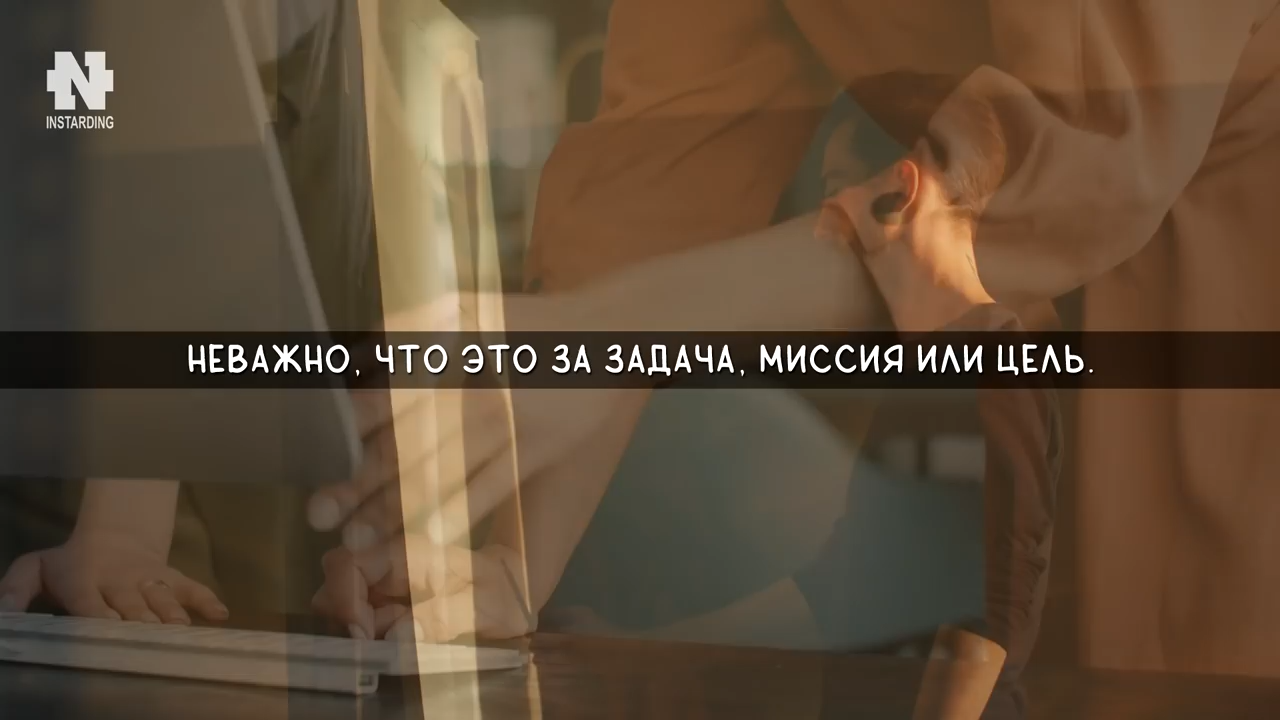 INSTARDING
НЕВАЖНО, ЧТО ЭТО ЗА ЗАДАЧА, МИССИЯ ИЛИ ЦЕЛЬ.